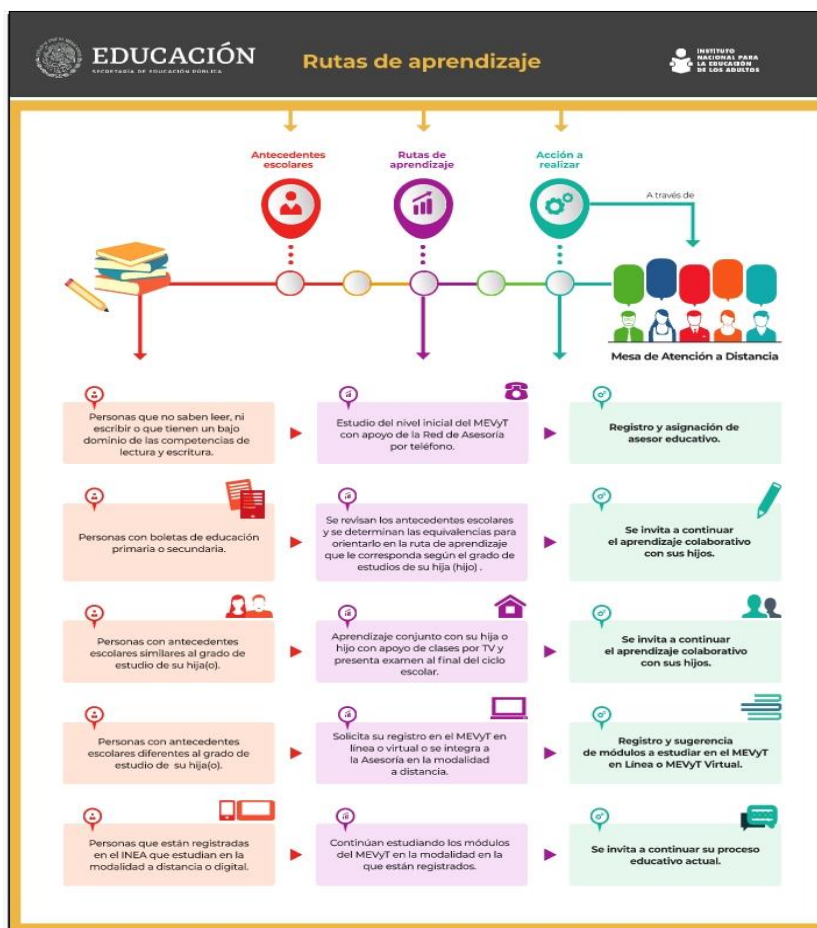 EDUCACIÓN
SECRETARÍA DE EDUCACIÓN PÚBLICA
Rutas de aprendizaje
INSTITUTO
NACIONAL PARA
LA EDUCACIÓN
DE LOS ADULTOS
Antecedentes
escolares
Rutas de
aprendizaje
Acción a
realizar
A través de
Mesa de Atención a Distancia
Personas que no saben leer, ni
escribir o que tienen un bajo
dominio de las competencias de
lectura y escritura.
Estudio del nivel inicial del MEVyT
con apoyo de la Red de Asesoría
por teléfono.
Registro y asignación de
asesor educativo.
Personas con boletas de educación
primaria o secundaria.
Se revisan los antecedentes escolares
y se determinan las equivalencias para
orientarlo en la ruta de aprendizaje
que le corresponda según el grado de
estudios de su hija (hijo) .
Se invita a continuar
el aprendizaje colaborativo
con sus hijos.
Personas con antecedentes
escolares similares al grado de
estudio de su hija(o).
Aprendizaje conjunto con su hija o
hijo con apoyo de clases por TV y
presenta examen al final del ciclo
escolar.
Se invita a continuar
el aprendizaje colaborativo
con sus hijos.
Personas con antecedentes
escolares diferentes al grado de
estudio de su hija(o).
Solicita su registro en el MEVyT en
línea o virtual o se integra a
la Asesoría en la modalidad
a distancia.
Registro y sugerencia
de módulos a estudiar en el MEVyT
en Línea o MEVyT Virtual.
Personas que están registradas
en el INEA que estudian en la
modalidad a distancia o digital.
Continúan estudiando los módulos
del MEVyT en la modalidad en la
que están registrados.
Se invita a continuar su proceso
educativo actual.